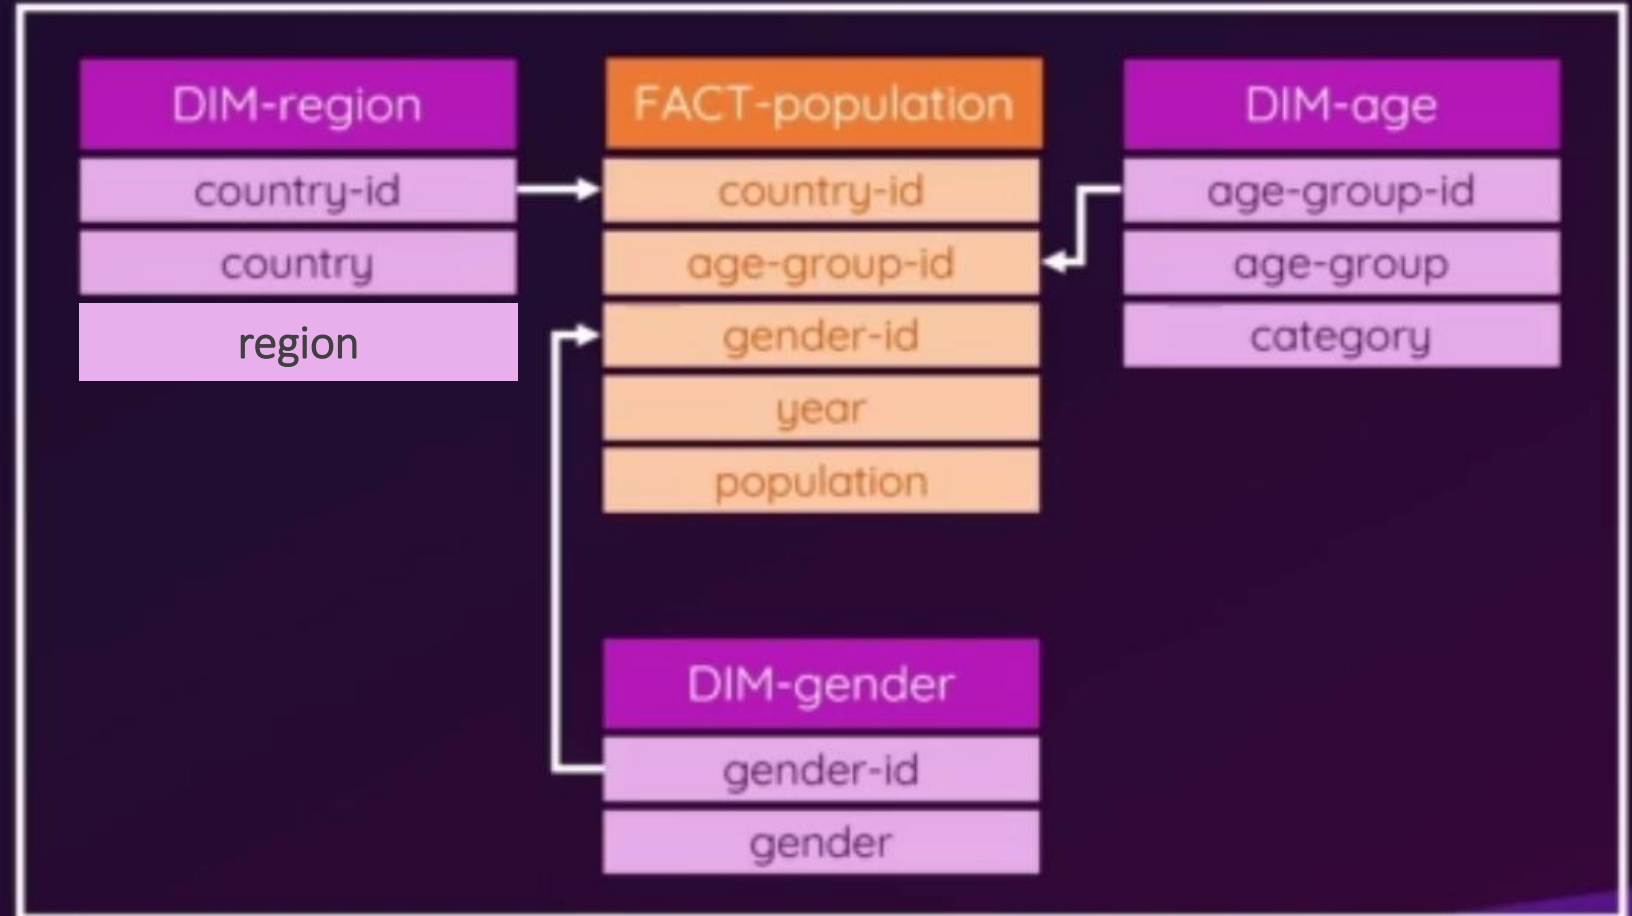 DIM-region
country-id
country
region
FACT-population
country-id
age-group-id
gender-id
year
population
DIM-age
age-group-id
age-group
category
DIM-gender
gender-id
gender